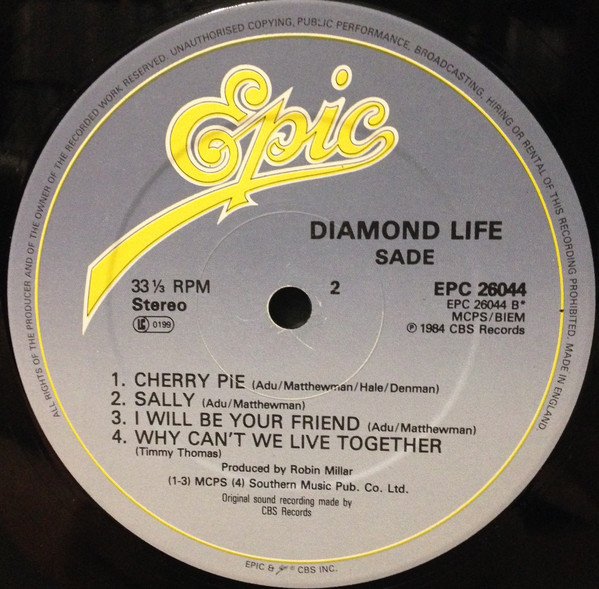 ALL RIGHTS OF THE PRODUCER AND OF THE OWNER OF THE RECORDED WORK RESERVED. UNAUTHORISED COPYING, PUBLIC PERFORMANCE, BROADCASTING, HIRING OR RENTAL OF THIS RECORDING PROHIBITED. MADE IN ENGLAND.
Epic
DIAMOND LIFE
SADE
33⅓ RPM
Stereo
LC 0199
2
EPC 26044
EPC 26044 B*
MCPS/BIEM
℗ 1984 CBS Records
1. CHERRY PIE (Adu/Matthewman/Hale/Denman)
2. SALLY (Adu/Matthewman)
3. I WILL BE YOUR FRIEND (Adu/Matthewman)
4. WHY CAN'T WE LIVE TOGETHER
(Timmy Thomas)
Produced by Robin Millar
(1-3) MCPS (4) Southern Music Pub. Co. Ltd.
Original sound recording made by
CBS Records
EPIC & Epic ® CBS INC.